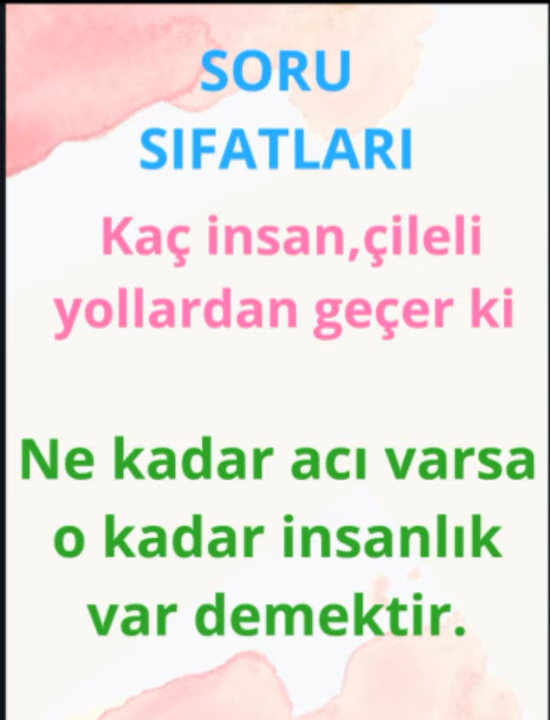 SORU
SIFATLARI
Kaç insan,çileli
yollardan geçer ki
Ne kadar acı varsa
o kadar insanlık
var demektir.